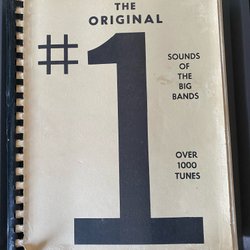 THE
ORIGINAL
#1
SOUNDS
OF
THE
BIG
BANDS
OVER
1000
TUNES